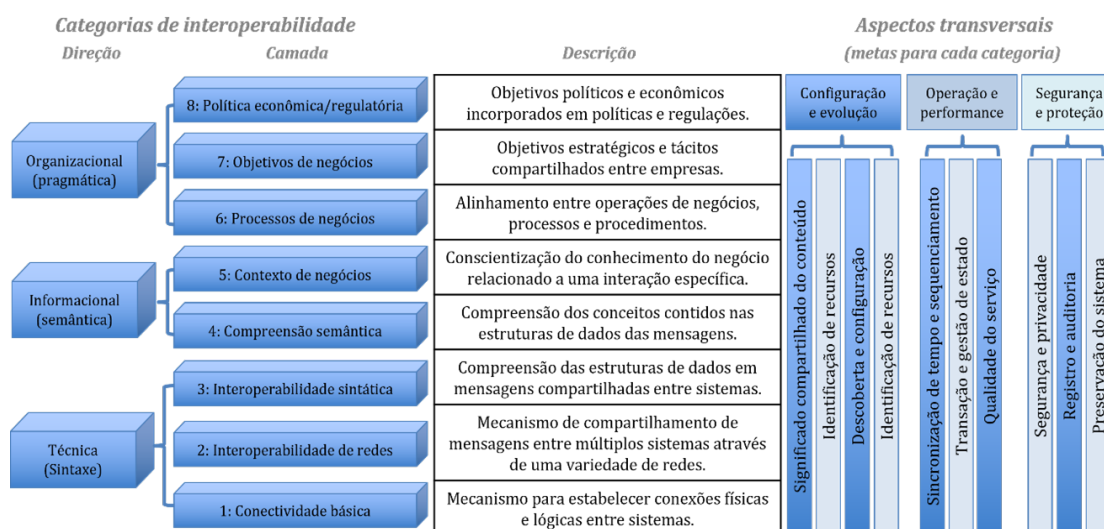 Categorias de interoperabilidade
Aspectos transversais
Direção
Camada
Descrição
(metas para cada categoria)
Organizacional
(pragmática)
8: Política econômica/regulatória
Objetivos políticos e econômicos
incorporados em políticas e regulações.
7: Objetivos de negócios
Objetivos estratégicos e tácitos
compartilhados entre empresas.
6: Processos de negócios
Alinhamento entre operações de negócios,
processos e procedimentos.
Informacional
(semântica)
5: Contexto de negócios
Conscientização do conhecimento do negócio
relacionado a uma interação específica.
4: Compreensão semântica
Compreensão dos conceitos contidos nas
estruturas de dados das mensagens.
Técnica
(Sintaxe)
3: Interoperabilidade sintática
Compreensão das estruturas de dados em
mensagens compartilhadas entre sistemas.
2: Interoperabilidade de redes
Mecanismo de compartilhamento de
mensagens entre múltiplos sistemas através
de uma variedade de redes.
1: Conectividade básica
Mecanismo para estabelecer conexões físicas
e lógicas entre sistemas.
Configuração
e evolução
Significado compartilhado do conteúdo
Identificação de recursos
Descoberta e configuração
Identificação de recursos
Operação e
performance
Sincronização de tempo e sequenciamento
Transação e gestão de estado
Qualidade do serviço
Segurança
e proteção
Segurança e privacidade
Registro e auditoria
Preservação do sistema